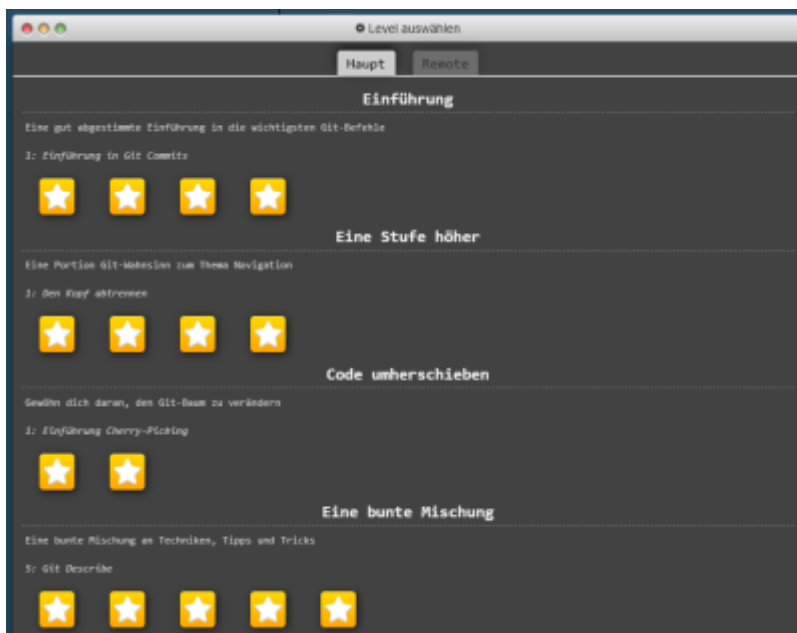 Level auswählen
Haupt Remote
Einführung
Eine gut abgestimmte Einführung in die wichtigsten Git-Befehle
1: Einführung in Git Commits
Eine Stufe höher
Eine Portion Git-Wahnsinn zum Thema Navigation
1: Den Kopf abtrennen
Code umherschieben
Gewöhn dich daran, den Git-Baum zu verändern
1: Einführung Cherry-Picking
Eine bunte Mischung
Eine bunte Mischung an Techniken, Tipps und Tricks
5: Git Describe